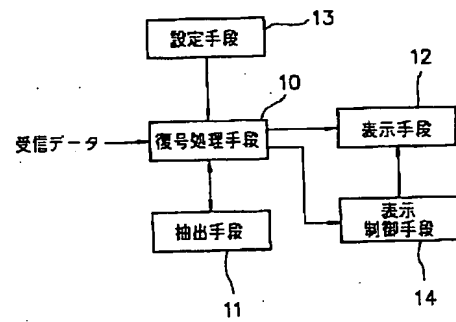 13
設定手段
12
10
受信データ
復号処理手段
表示手段
抽出手段
表示
制御手段
11
14